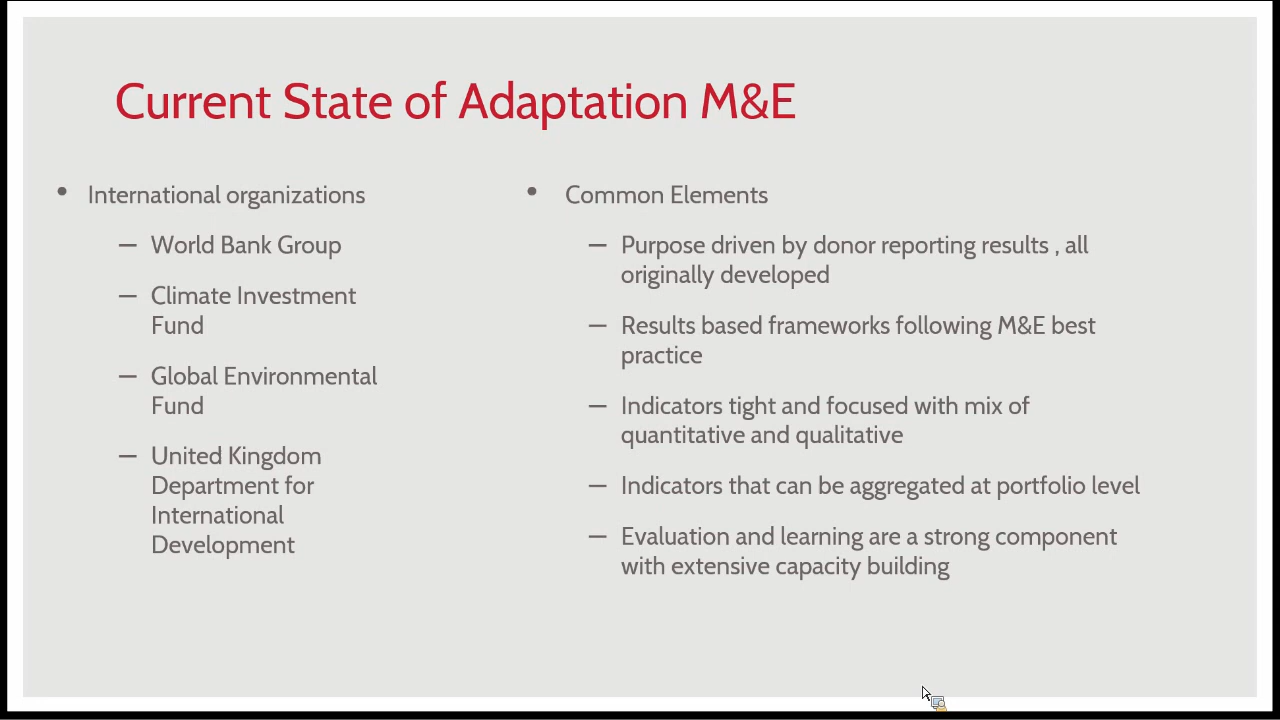 Current State of Adaptation M&E
• International organizations
— World Bank Group
— Climate Investment
Fund
— Global Environmental
Fund
— United Kingdom
Department for
International
Development
• Common Elements
— Purpose driven by donor reporting results , all
originally developed
— Results based frameworks following M&E best
practice
— Indicators tight and focused with mix of
quantitative and qualitative
— Indicators that can be aggregated at portfolio level
— Evaluation and learning are a strong component
with extensive capacity building